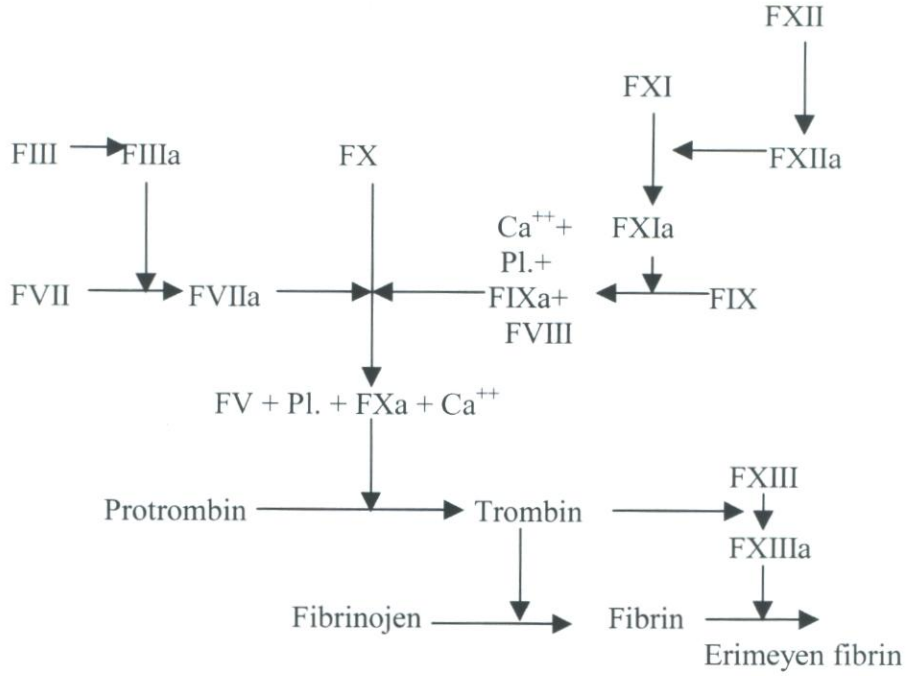 FXII
FXI
FIII FIIIa FX FXIIa
Ca⁺⁺+ FXIa
Pl.+
FVII FVIIa FIXa+ FIX
FVIII
FV + Pl. + FXa + Ca⁺⁺
FXIII
Protrombin Trombin
FXIIIa
Fibrinojen Fibrin
Erimeyen fibrin